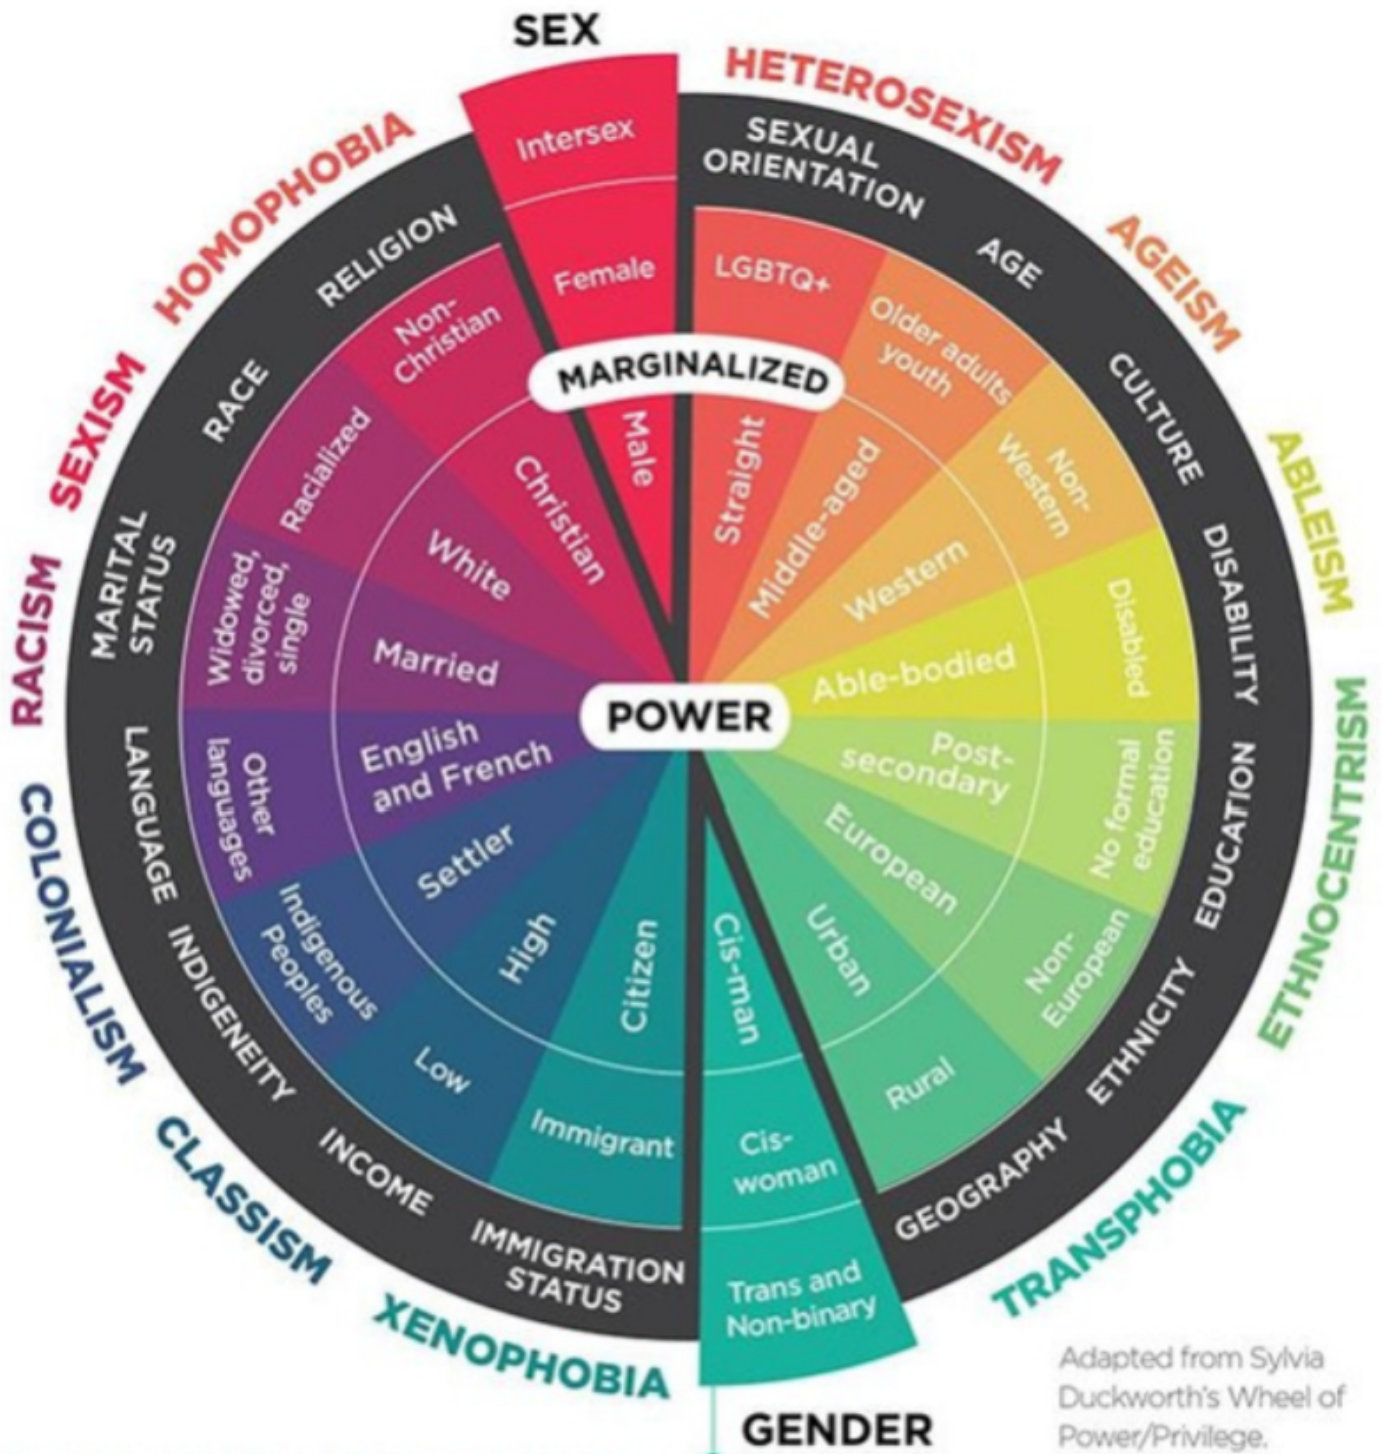 SEX
Intersex
Female
Male
MARGINALIZED
POWER
HETEROSEXISM
SEXUAL
ORIENTATION
LGBTQ+
Straight
AGEISM
AGE
Older adults
youth
Middle-aged
CULTURE
Non-
Western
Western
ABLEISM
DISABILITY
Disabled
Able-bodied
EDUCATION
No formal
education
Post-
secondary
ETHNOCENTRISM
ETHNICITY
Non-
European
European
GEOGRAPHY
Rural
Urban
TRANSPHOBIA
Cis-man
Cis-
woman
Trans and
Non-binary
GENDER
XENOPHOBIA
IMMIGRATION
STATUS
Immigrant
Citizen
CLASSISM
INCOME
Low
High
COLONIALISM
INDIGENEITY
Indigenous
Peoples
Settler
LANGUAGE
Other
languages
English
and French
RACISM
MARITAL
STATUS
Widowed,
divorced,
single
Married
SEXISM
RACE
Racialized
White
HOMOPHOBIA
RELIGION
Non-
Christian
Christian
Adapted from Sylvia
Duckworth's Wheel of
Power/Privilege.